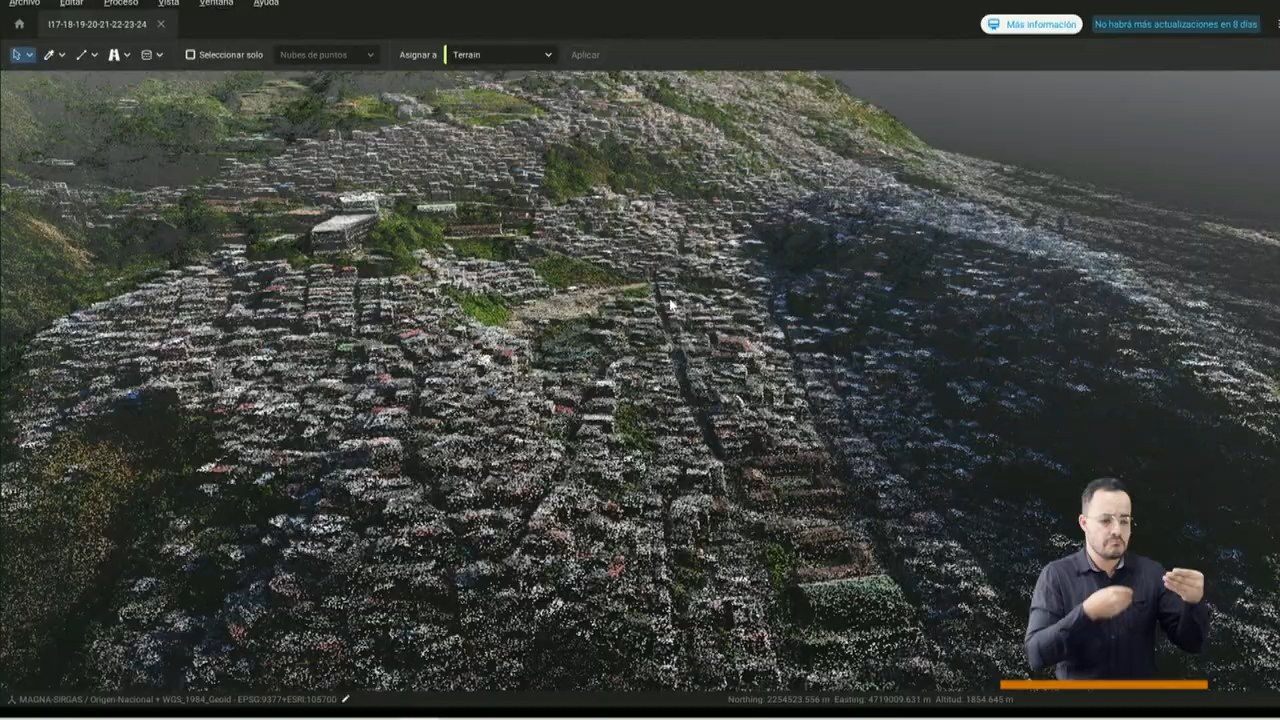 Archivo Editar Proceso Vista Ventana Ayuda
I17-18-19-20-21-22-23-24
Más información
No habrá más actualizaciones en 8 días
Seleccionar solo
Nubes de puntos
Asignar a
Terrain
Aplicar
MAGNA-SIRGAS / Origen-Nacional + WGS_1984_Geoid - EPSG:9377+ESRI:105700
Northing: 2254523.556 m Easting: 4719009.631 m Altitud: 1854.645 m